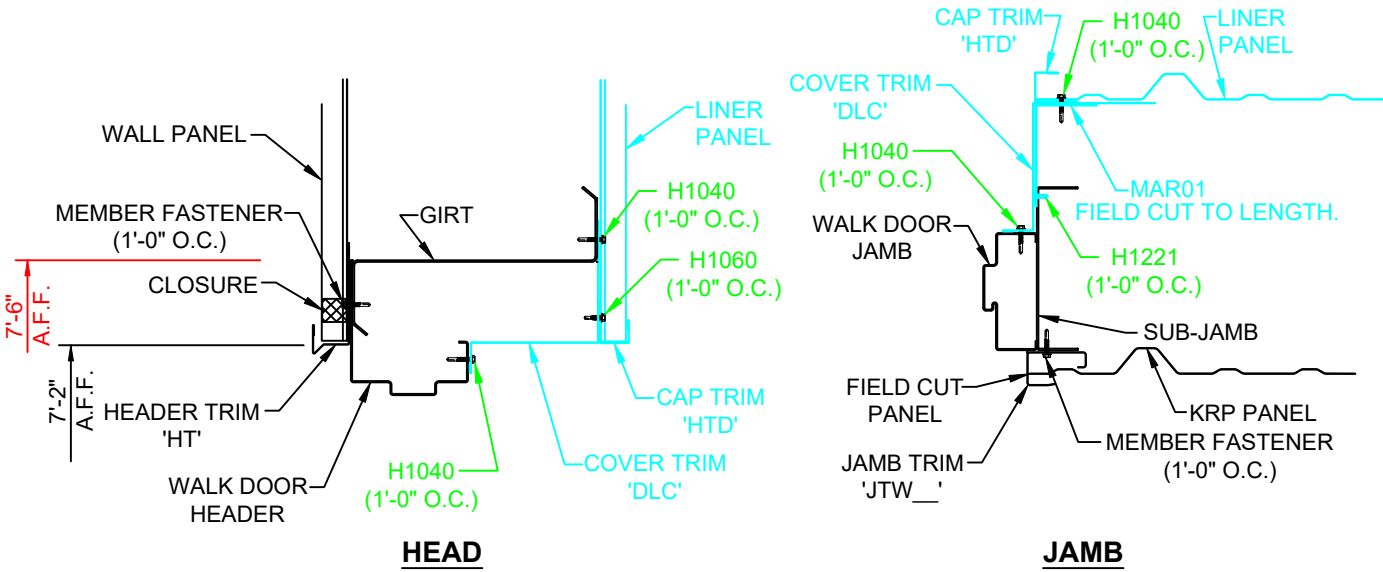 WALL PANEL
MEMBER FASTENER
(1'-0" O.C.)
CLOSURE
7'-6"
A.F.F.
7'-2"
A.F.F.
HEADER TRIM
'HT'
WALK DOOR
HEADER
GIRT
LINER
PANEL
H1040
(1'-0" O.C.)
H1060
(1'-0" O.C.)
CAP TRIM
'HTD'
COVER TRIM
'DLC'
H1040
(1'-0" O.C.)
HEAD
CAP TRIM
'HTD'
H1040
(1'-0" O.C.)
LINER
PANEL
COVER TRIM
'DLC'
H1040
(1'-0" O.C.)
MAR01
FIELD CUT TO LENGTH.
WALK DOOR
JAMB
H1221
(1'-0" O.C.)
SUB-JAMB
FIELD CUT
PANEL
KRP PANEL
MEMBER FASTENER
(1'-0" O.C.)
JAMB TRIM
'JTW__'
JAMB